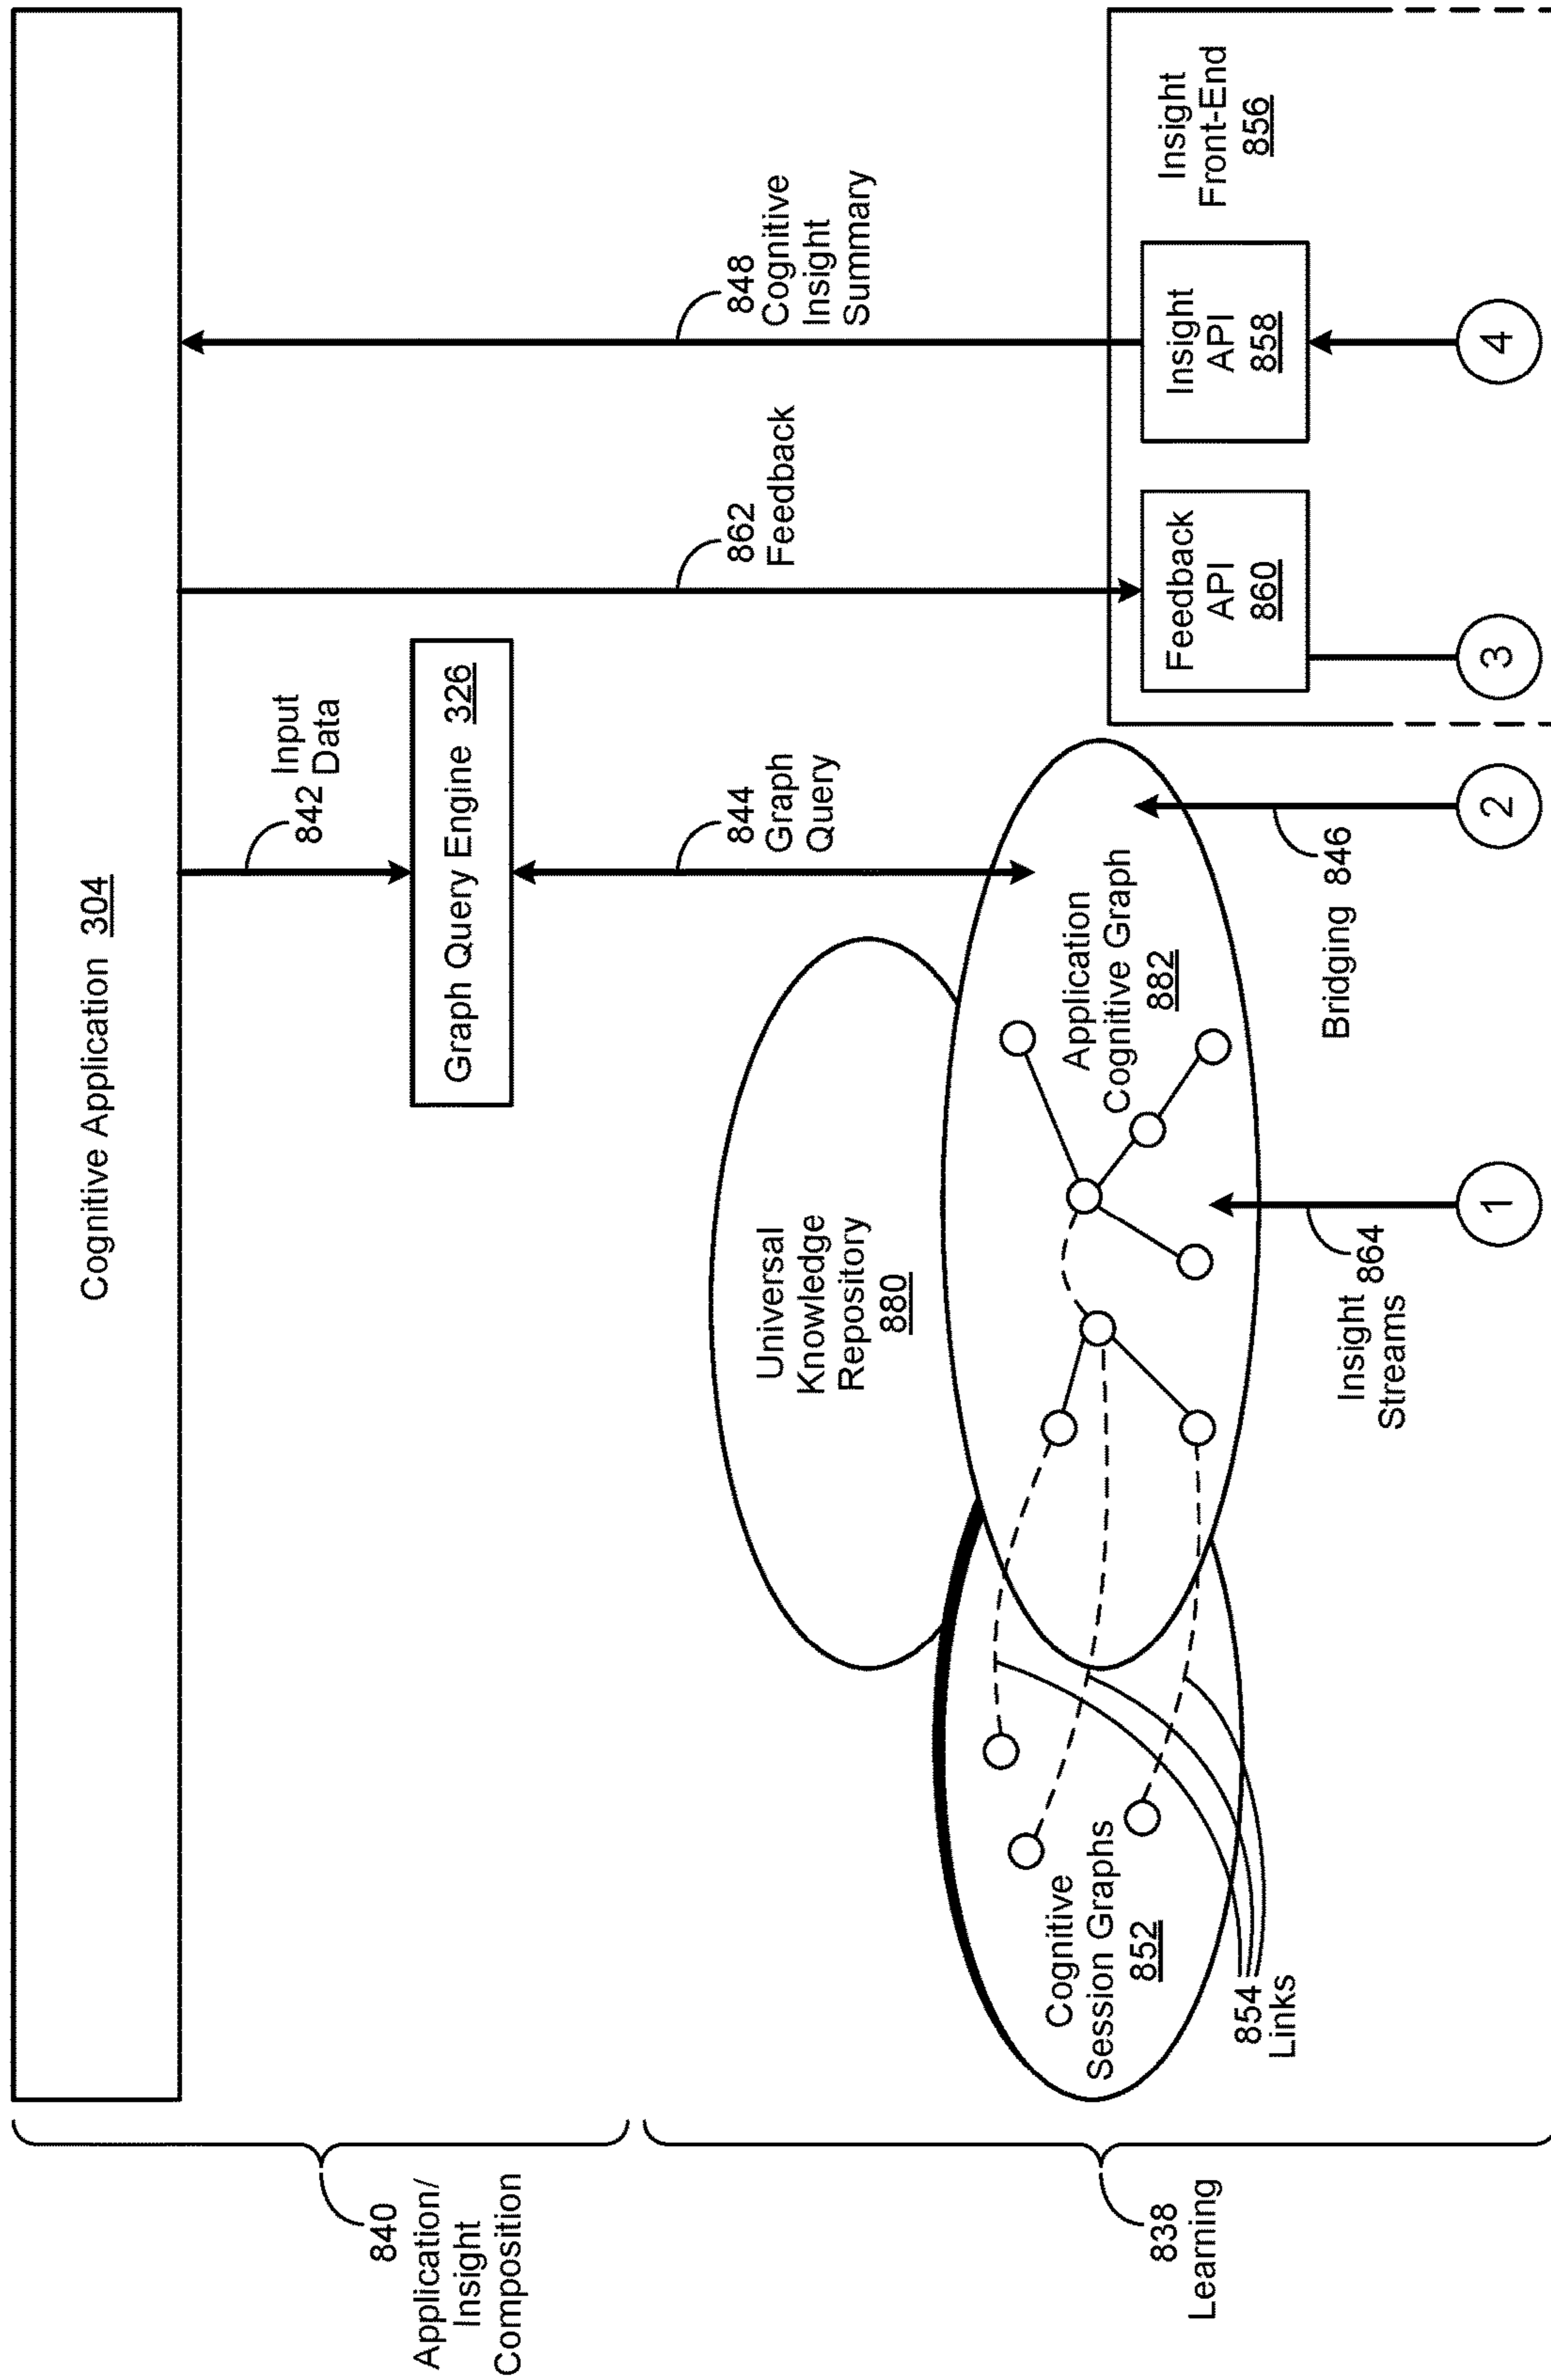 840
Application/
Insight
Composition
Cognitive Application 304
842 Input
Data
Graph Query Engine 326
844
Graph
Query
862
Feedback
848
Cognitive
Insight
Summary
838
Learning
Universal
Knowledge
Repository
880
Cognitive
Session Graphs
852
854
Links
Application
Cognitive Graph
882
Insight 864
Streams
Bridging 846
Feedback
API
860
Insight
API
858
Insight
Front-End
856
1
2
3
4